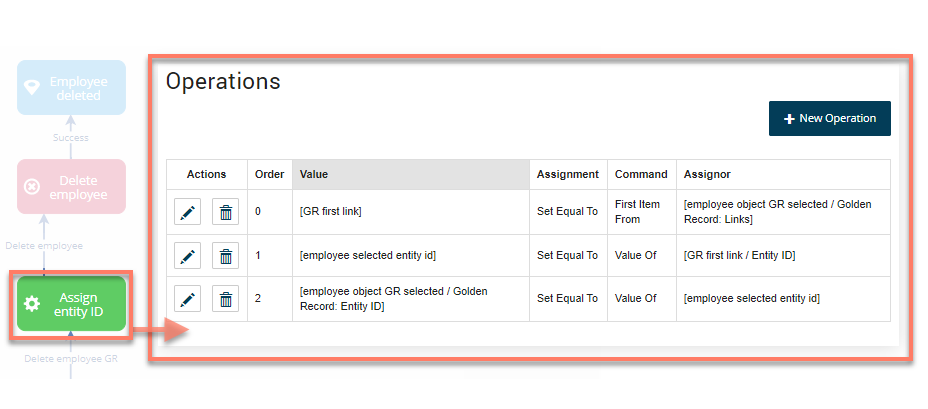 Employee
deleted
Success
Delete
employee
Delete employee
Assign
entity ID
Delete employee GR
Operations
New Operation
Actions Order Value Assignment Command Assignor
0 [GR first link] Set Equal To First Item From [employee object GR selected / Golden Record: Links]
1 [employee selected entity id] Set Equal To Value Of [GR first link / Entity ID]
2 [employee object GR selected / Golden Record: Entity ID] Set Equal To Value Of [employee selected entity id]